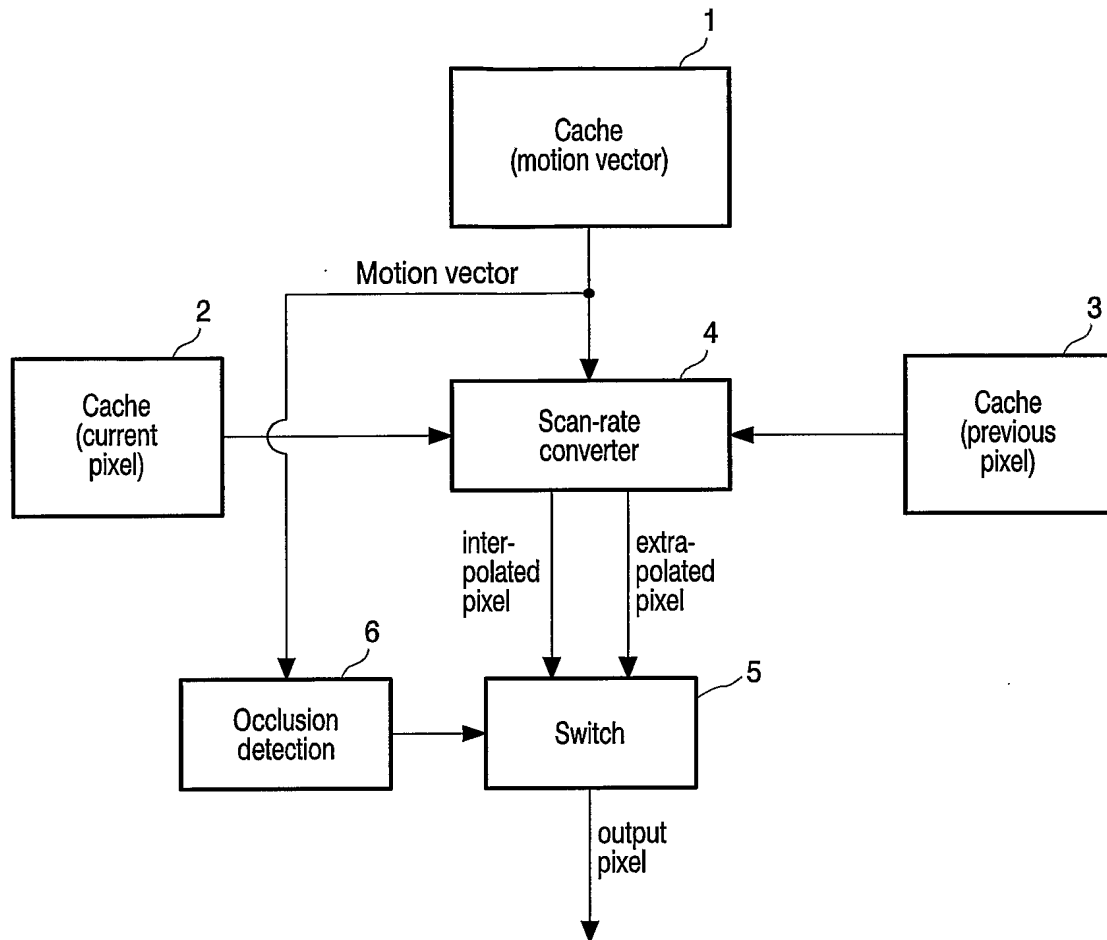 1
Cache
(motion vector)
Motion vector
2
Cache
(current
pixel)
4
Scan-rate
converter
3
Cache
(previous
pixel)
inter-
polated
pixel
extra-
polated
pixel
6
Occlusion
detection
5
Switch
output
pixel